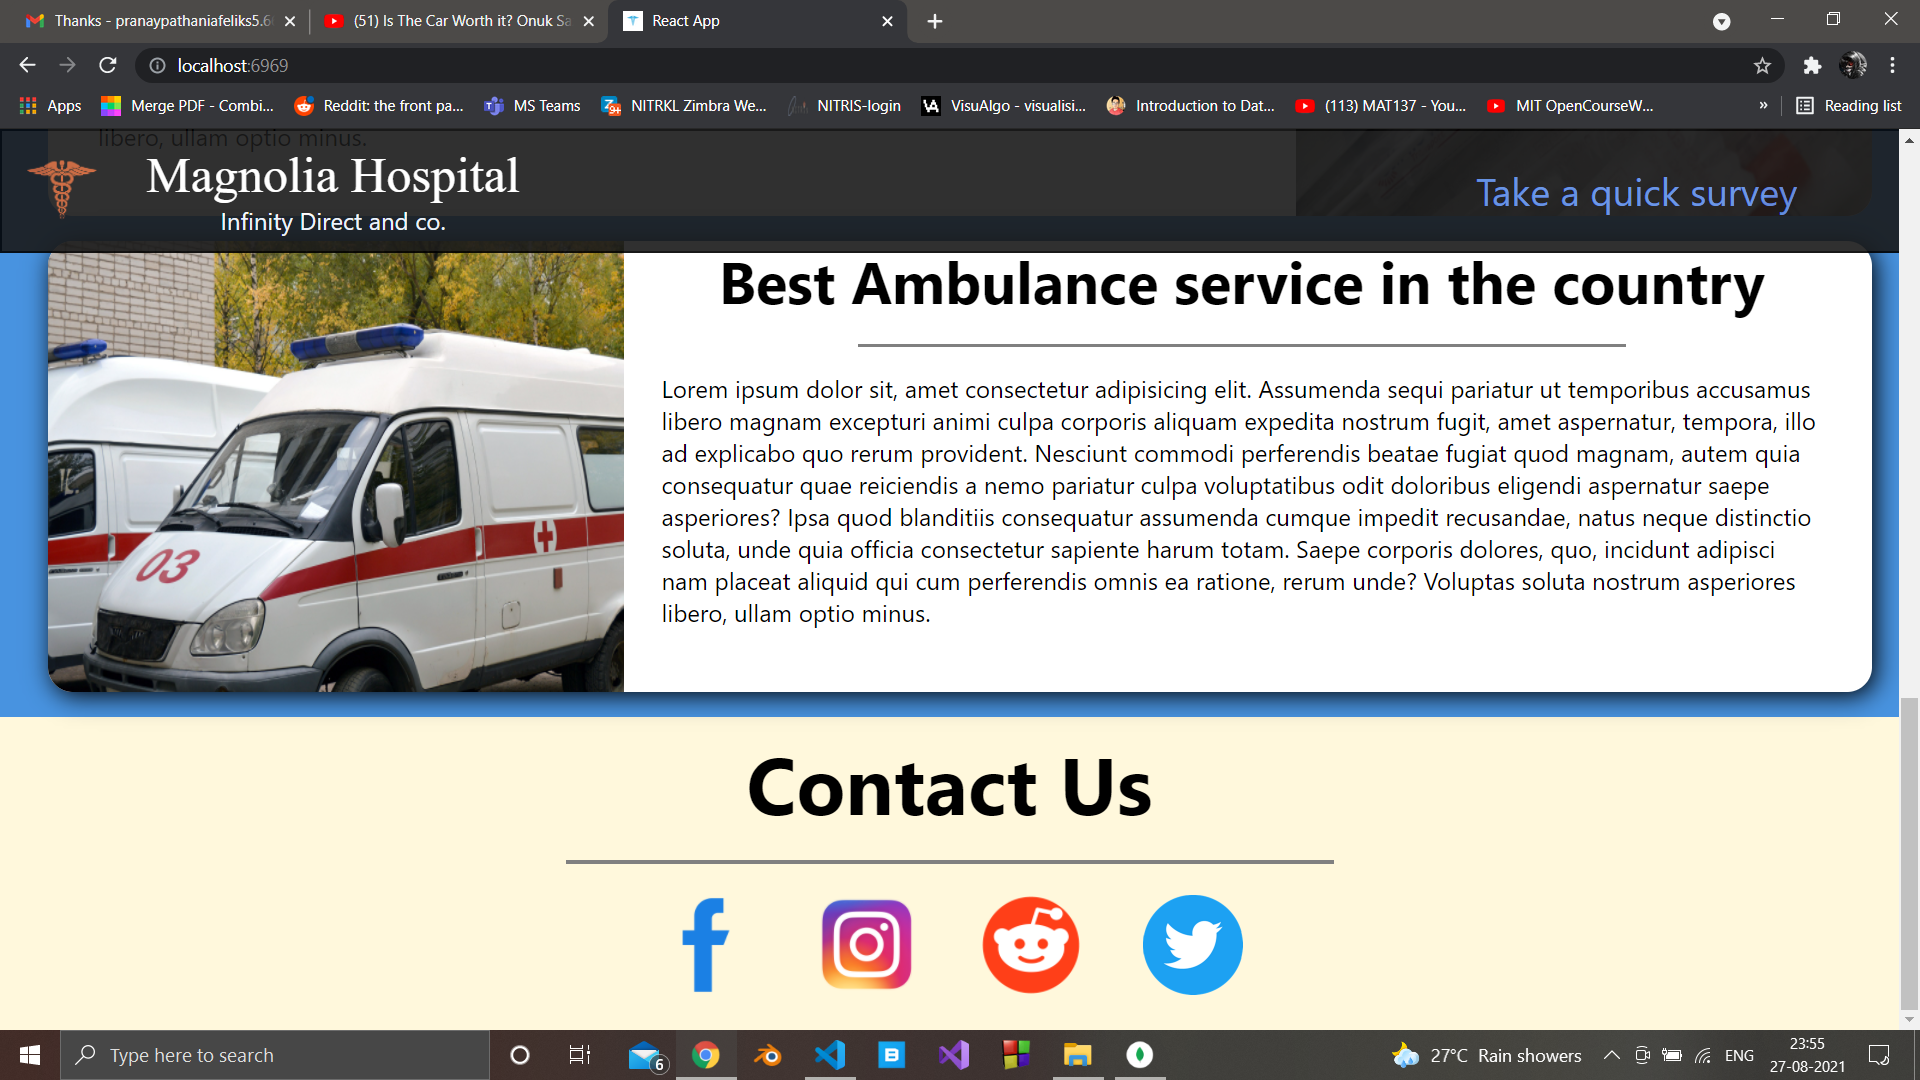 Thanks - pranaypathaniafeliks5.6
(51) Is The Car Worth it? Onuk Sa
React App
localhost:6969
Apps
Merge PDF - Combi...
Reddit: the front pa...
MS Teams
NITRKL Zimbra We...
NITRIS-login
VisuAlgo - visualisi...
Introduction to Dat...
(113) MAT137 - You...
MIT OpenCourseW...
»
Reading list
libero, ullam optio minus.
Magnolia Hospital
Infinity Direct and co.
Take a quick survey
03
Best Ambulance service in the country
Lorem ipsum dolor sit, amet consectetur adipisicing elit. Assumenda sequi pariatur ut temporibus accusamus
libero magnam excepturi animi culpa corporis aliquam expedita nostrum fugit, amet aspernatur, tempora, illo
ad explicabo quo rerum provident. Nesciunt commodi perferendis beatae fugiat quod magnam, autem quia
consequatur quae reiciendis a nemo pariatur culpa voluptatibus odit doloribus eligendi aspernatur saepe
asperiores? Ipsa quod blanditiis consequatur assumenda cumque impedit recusandae, natus neque distinctio
soluta, unde quia officia consectetur sapiente harum totam. Saepe corporis dolores, quo, incidunt adipisci
nam placeat aliquid qui cum perferendis omnis ea ratione, rerum unde? Voluptas soluta nostrum asperiores
libero, ullam optio minus.
Contact Us
Type here to search
6
27°C Rain showers
ENG
23:55
27-08-2021